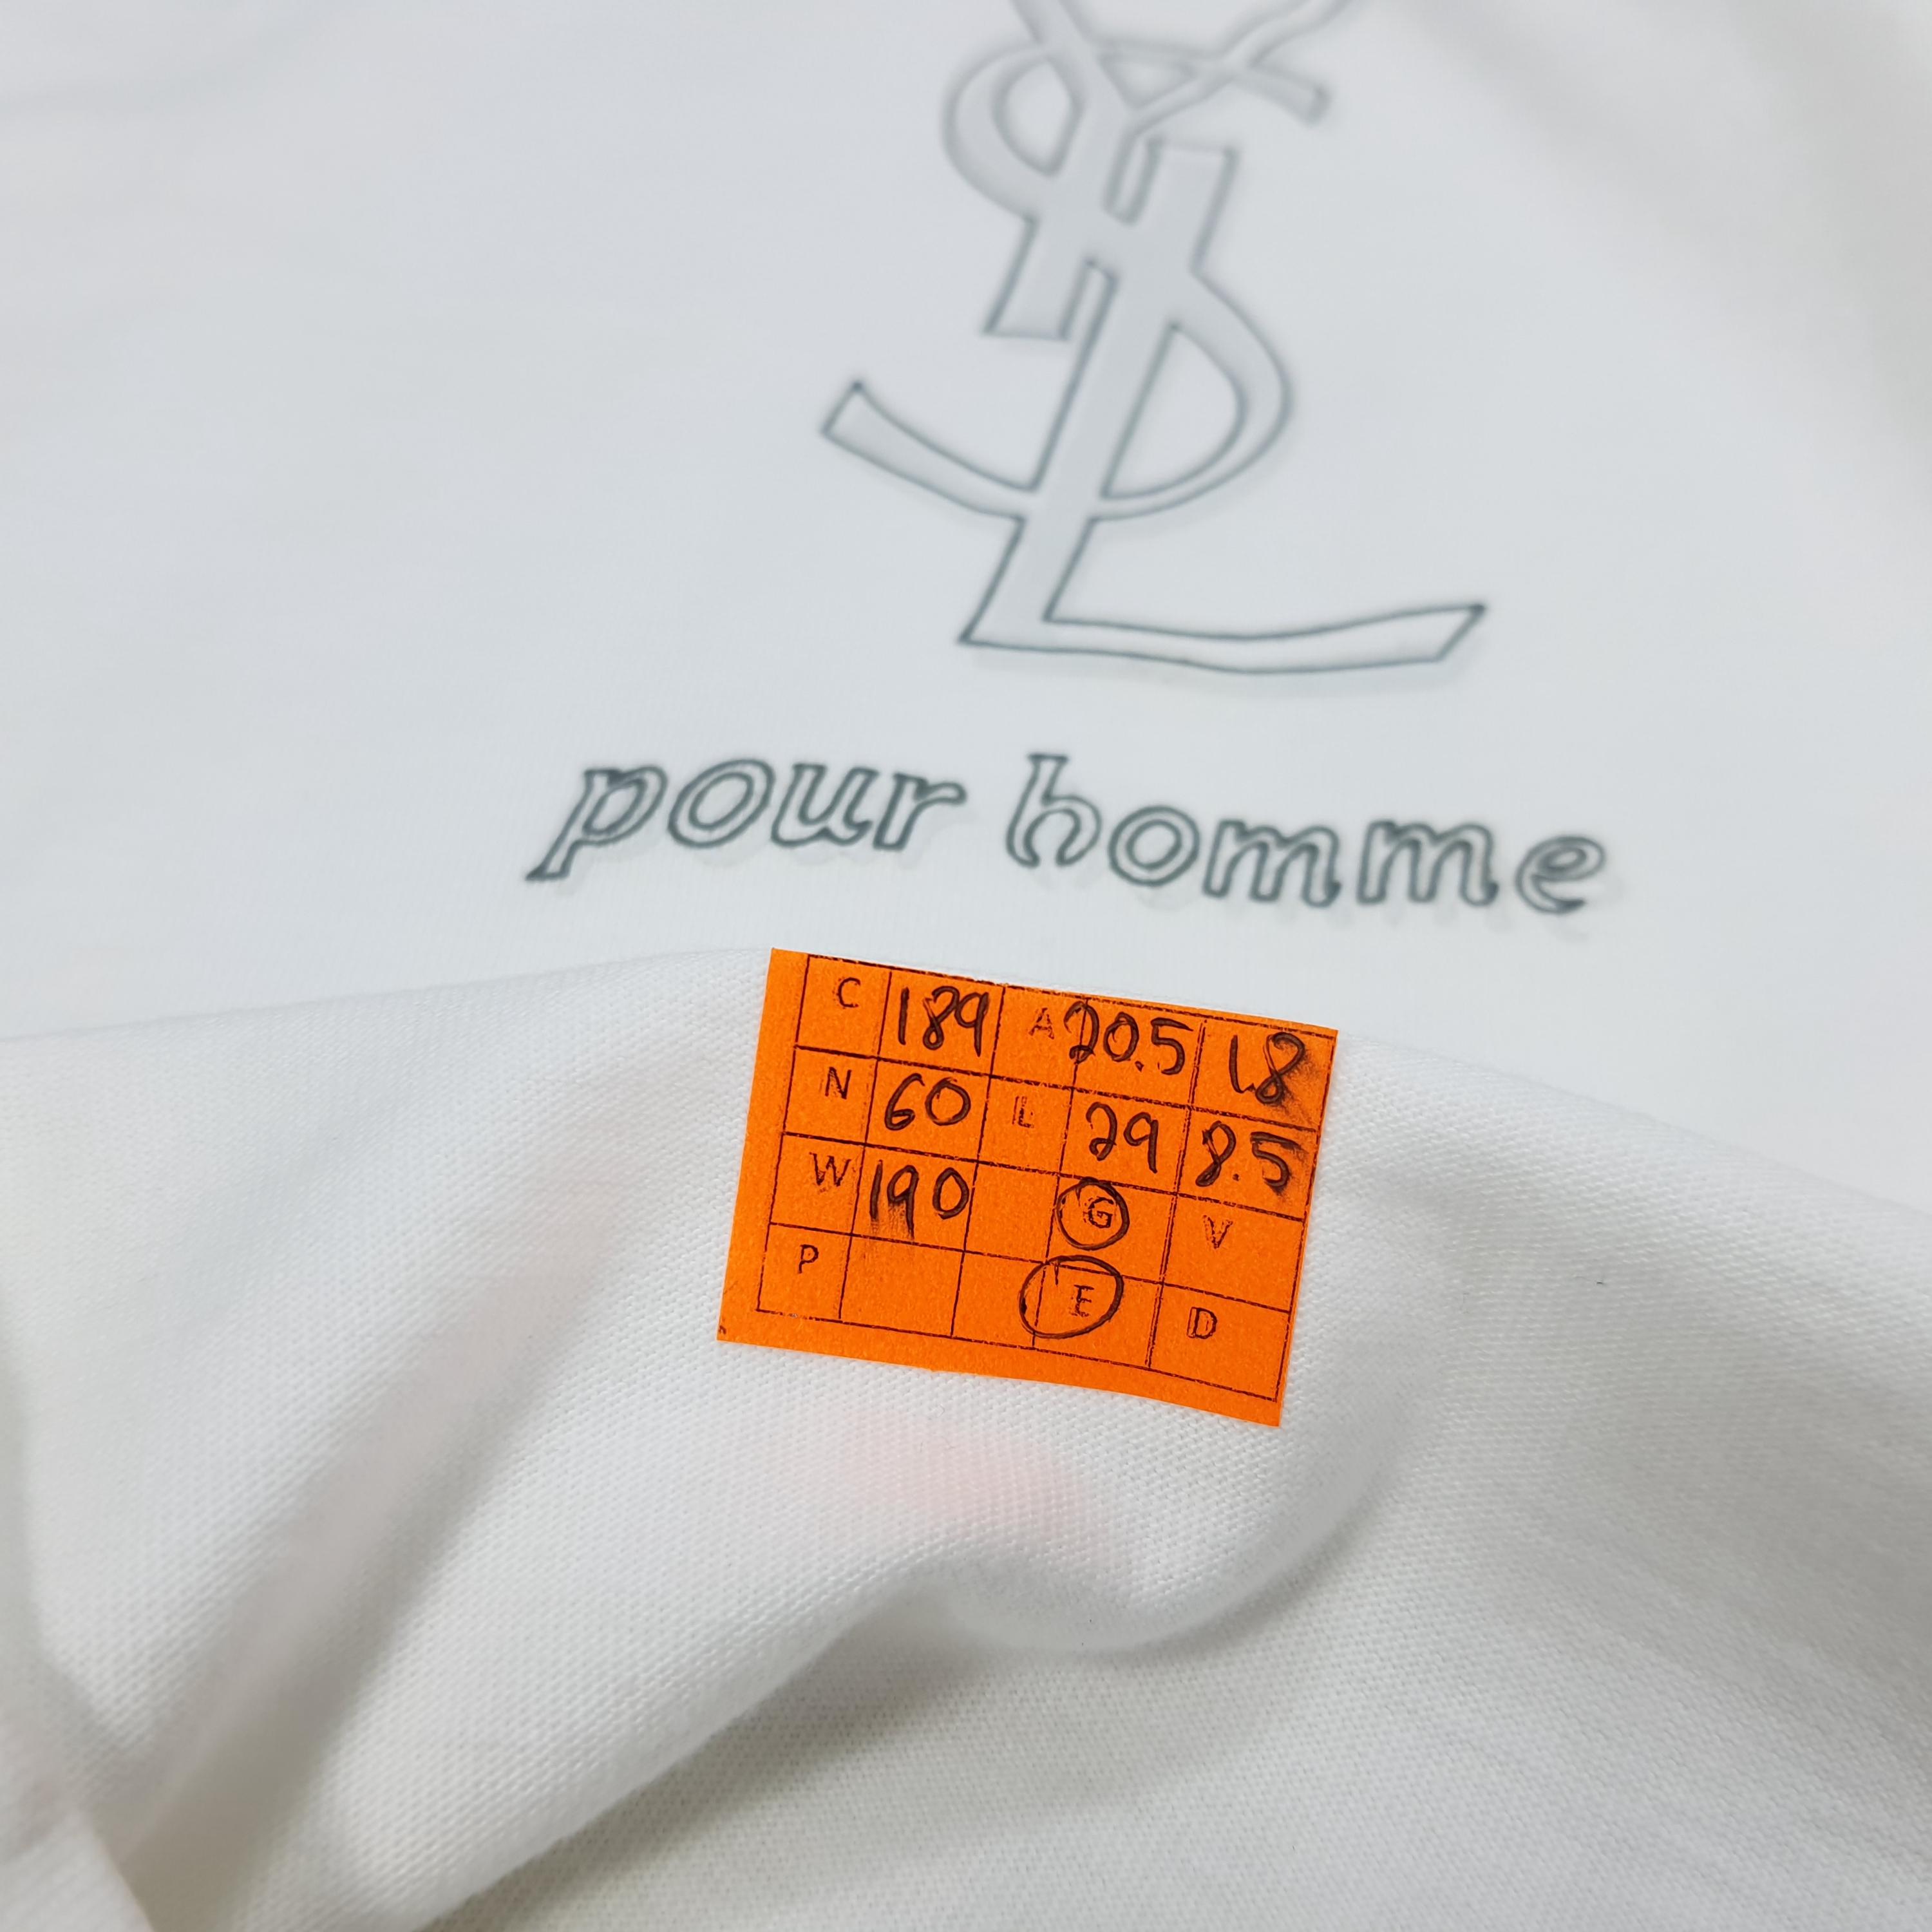 YSL
pour homme
C 189 A 20.5 18
N 60 L 29 8.5
W 190 G V
P E D